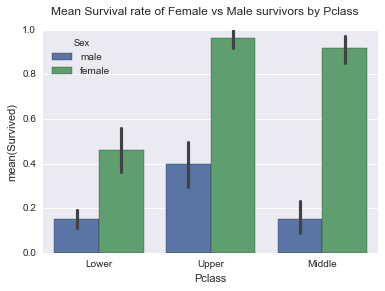 Mean Survival rate of Female vs Male survivors by Pclass
Sex
male
female
mean(Survived)
1.0
0.8
0.6
0.4
0.2
0.0
Lower
Upper
Middle
Pclass